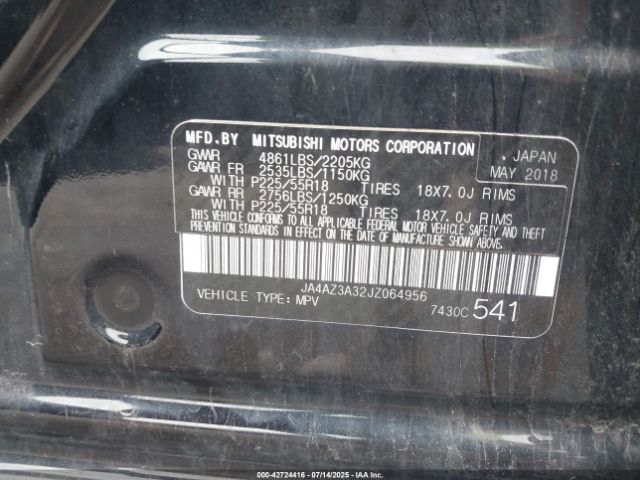 MFD.BY MITSUBISHI MOTORS CORPORATION , JAPAN
GVWR 4861LBS/2205KG MAY 2018
GAWR FR 2535LBS/1150KG
WITH P225/55R18 TIRES 18X7.0J RIMS
GAWR RR 2756LBS/1250KG
WITH P225/55R18 TIRES 18X7.0J RIMS
THIS VEHICLE CONFORMS TO ALL APPLICABLE FEDERAL MOTOR VEHICLE SAFETY AND THEFT
PREVENTION STANDARDS IN EFFECT ON THE DATE OF MANUFACTURE SHOWN ABOVE.
JA4AZ3A32JZ064956
VEHICLE TYPE: MPV 7430C 541
000-42724416 - 07/14/2025 - IAAI.com